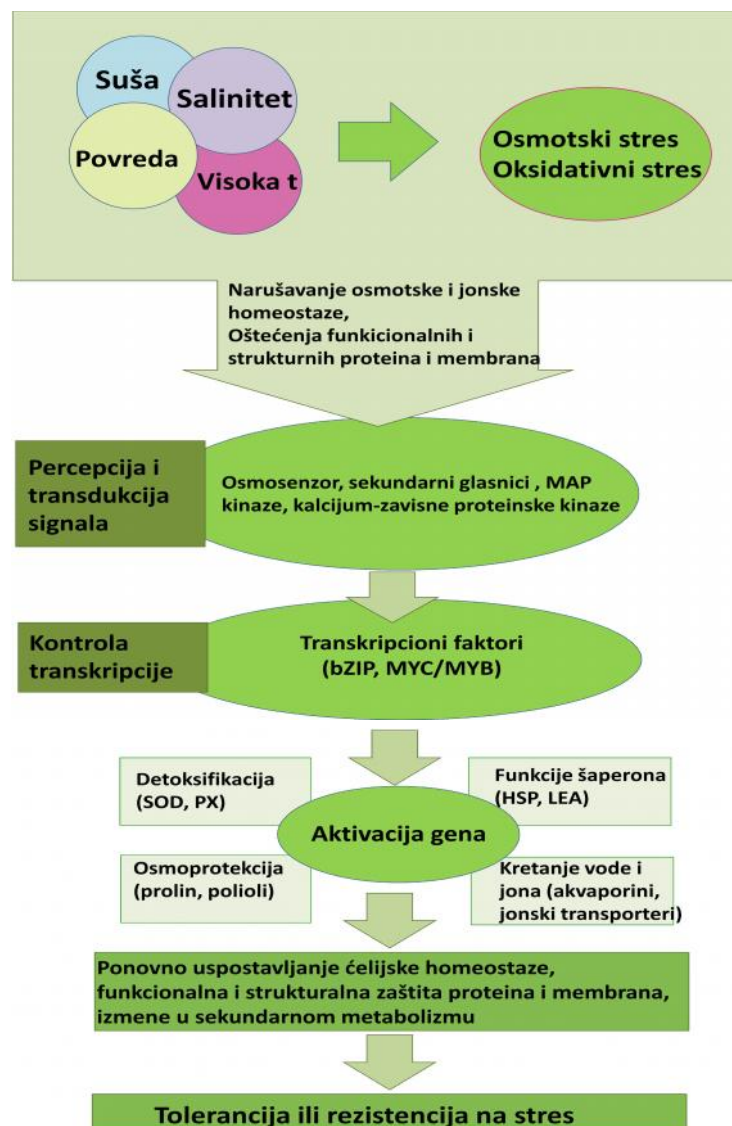 Suša
Salinitet
Povreda
Visoka t
Osmotski stres
Oksidativni stres
Narušavanje osmotske i jonske
homeostaze,
Oštećenja funkicionalnih i
strukturnih proteina i membrana
Percepcija i
transdukcija
signala
Osmosenzor, sekundarni glasnici , MAP
kinaze, kalcijum-zavisne proteinske kinaze
Kontrola
transkripcije
Transkripcioni faktori
(bZIP, MYC/MYB)
Detoksifikacija
(SOD, PX)
Funkcije šaperona
(HSP, LEA)
Aktivacija gena
Osmoprotekcija
(prolin, polioli)
Kretanje vode i
jona (akvaporini,
jonski transporteri)
Ponovno uspostavljanje ćelijske homeostaze,
funkcionalna i strukturalna zaštita proteina i membrana,
izmene u sekundarnom metabolizmu
Tolerancija ili rezistencija na stres